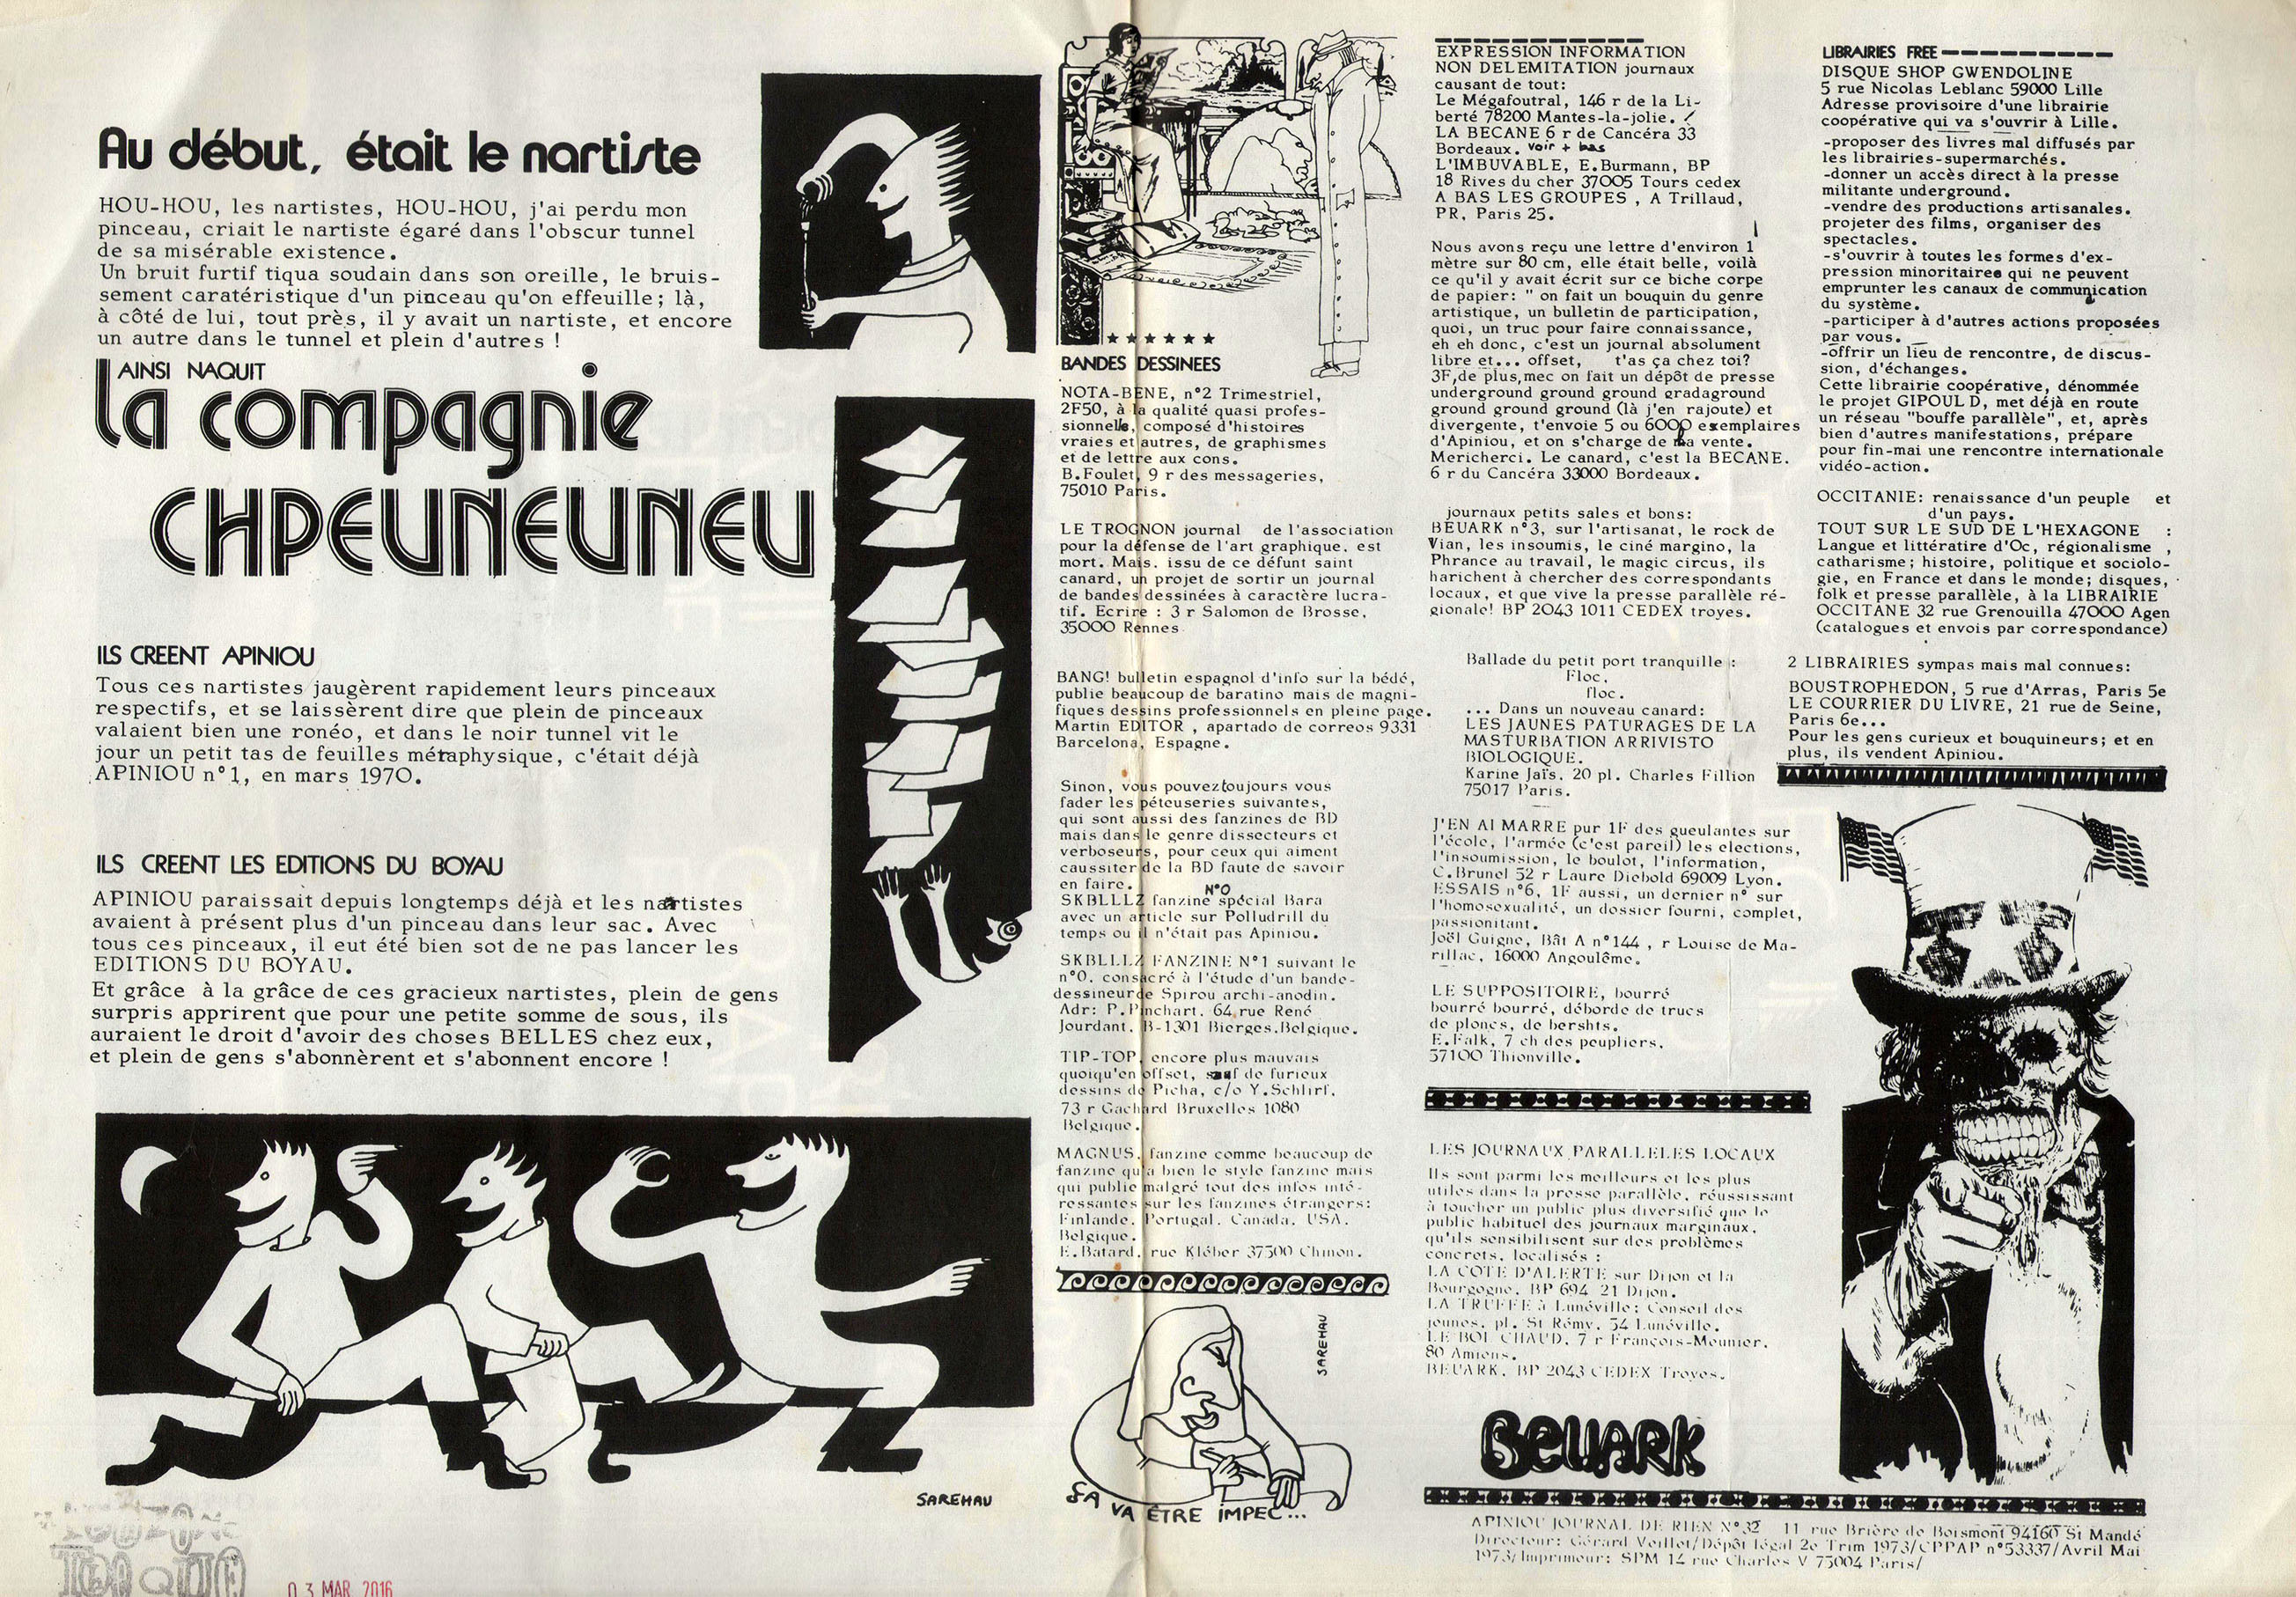 Au début, était le nartiste
HOU-HOU, les nartistes, HOU-HOU, j'ai perdu mon
pinceau, criait le nartiste égaré dans l'obscur tunnel
de sa misérable existence.
Un bruit furtif tiqua soudain dans son oreille, le bruis-
sement caratéristique d'un pinceau qu'on effeuille; là,
à côté de lui, tout près, il y avait un nartiste, et encore
un autre dans le tunnel et plein d'autres !
AINSI NAQUIT
la compagnie
CHPEUNEUNEU
ILS CREENT APINIOU
Tous ces nartistes jaugèrent rapidement leurs pinceaux
respectifs, et se laissèrent dire que plein de pinceaux
valaient bien une ronéo, et dans le noir tunnel vit le
jour un petit tas de feuilles métaphysique, c'était déjà
APINIOU n°1, en mars 1970.
ILS CREENT LES EDITIONS DU BOYAU
APINIOU paraissait depuis longtemps déjà et les nartistes
avaient à présent plus d'un pinceau dans leur sac. Avec
tous ces pinceaux, il eut été bien sot de ne pas lancer les
EDITIONS DU BOYAU.
Et grâce à la grâce de ces gracieux nartistes, plein de gens
surpris apprirent que pour une petite somme de sous, ils
auraient le droit d'avoir des choses BELLES chez eux,
et plein de gens s'abonnèrent et s'abonnent encore !
SAREHAU
03 MAR. 2016
BANDES DESSINEES
NOTA-BENE, n°2 Trimestriel,
2F50, à la qualité quasi profes-
sionnelle, composé d'histoires
vraies et autres, de graphismes
et de lettre aux cons.
B.Foulet, 9 r des messageries,
75010 Paris.
LE TROGNON journal de l'association
pour la défense de l'art graphique. est
mort. Mais. issu de ce défunt saint
canard, un projet de sortir un journal
de bandes dessinées à caractère lucra-
tif. Ecrire : 3 r Salomon de Brosse,
35000 Rennes
BANG! bulletin espagnol d'info sur la bédé,
publie beaucoup de baratino mais de magni-
fiques dessins professionnels en pleine page.
Martin EDITOR , apartado de correos 9331
Barcelona, Espagne.
Sinon, vous pouvez toujours vous
fader les péteuseries suivantes,
qui sont aussi des fanzines de BD
mais dans le genre dissecteurs et
verboseurs, pour ceux qui aiment
caussiter de la BD faute de savoir
en faire.
N°0
SKBLLLZ fanzine spécial Bara
avec un article sur Polludrill du
temps ou il n'était pas Apiniou.
SKBLLLZ FANZINE N°1 suivant le
n°0, consacré à l'étude d'un bande-
dessineur de Spirou archi-anodin.
Adr: P.Pinchart, 64 rue René
Jourdant, B-1301 Bierges.Belgique.
TIP-TOP, encore plus mauvais
quoiqu'en offset, sauf de furieux
dessins de Picha, c/o Y.Schlirf,
73 r Gachard Bruxelles 1080
Belgique.
MAGNUS, fanzine comme beaucoup de
fanzine qu'a bien le style fanzine mais
qui publie malgré tout des infos inté-
ressantes sur les fanzines étrangers:
Finlande, Portugal, Canada, USA,
Belgique.
E.Batard, rue Kléber 37500 Chinon.
SAREHAU
ÇA VA ÊTRE IMPEC...
EXPRESSION INFORMATION
NON DELEMITATION journaux
causant de tout:
Le Mégafoutral, 146 r de la Li-
berté 78200 Mantes-la-jolie.
LA BECANE 6 r de Cancéra 33
Bordeaux. voir + bas
L'IMBUVABLE, E.Burmann, BP
18 Rives du cher 37005 Tours cedex
A BAS LES GROUPES , A Trillaud,
PR, Paris 25.
Nous avons reçu une lettre d'environ 1
mètre sur 80 cm, elle était belle, voilà
ce qu'il y avait écrit sur ce biche corpe
de papier: " on fait un bouquin du genre
artistique, un bulletin de participation,
quoi, un truc pour faire connaissance,
eh eh donc, c'est un journal absolument
libre et... offset, t'as ça chez toi?
3F,de plus,mec on fait un dépôt de presse
underground ground ground gradaground
ground ground ground (là j'en rajoute) et
divergente, t'envoie 5 ou 6000 exemplaires
d'Apiniou, et on s'charge de la vente.
Mericherci. Le canard, c'est la BECANE.
6 r du Cancéra 33000 Bordeaux.
journaux petits sales et bons:
BEUARK n°3, sur l'artisanat, le rock de
Vian, les insoumis, le ciné margino, la
Phrance au travail, le magic circus, ils
harichent à chercher des correspondants
locaux, et que vive la presse parallèle ré-
gionale! BP 2043 1011 CEDEX troyes.
Ballade du petit port tranquille :
Floc.
floc.
... Dans un nouveau canard:
LES JAUNES PATURAGES DE LA
MASTURBATION ARRIVISTO
BIOLOGIQUE.
Karine Jaïs. 20 pl. Charles Fillion
75017 Paris.
J'EN AI MARRE pur 1F des gueulantes sur
l'école, l'armée (c'est pareil) les elections,
l'insoumission, le boulot, l'information,
C.Brunel 52 r Laure Diebold 69009 Lyon.
ESSAIS n°6, 1F aussi, un dernier n° sur
l'homosexualité, un dossier fourni, complet,
passionitant.
Joël Guigne, Bât A n°144 , r Louise de Ma-
rillac, 16000 Angoulême.
LE SUPPOSITOIRE, bourré
bourré bourré, déborde de trucs
de ploncs, de bershts.
E.Falk, 7 ch des peupliers,
57100 Thionville.
LES JOURNAUX PARALLELES LOCAUX
Ils sont parmi les meilleurs et les plus
utiles dans la presse parallèle, réussissant
à toucher un public plus diversifié que le
public habituel des journaux marginaux,
qu'ils sensibilisent sur des problèmes
concrets, localisés :
LA COTE D'ALERTE sur Dijon et la
Bourgogne. BP 694 21 Dijon.
LA TRUFFE à Lunéville: Conseil des
jeunes, pl. St Rémy. 54 Lunéville.
LE BOL CHAUD, 7 r François-Meunier,
80 Amiens.
BEUARK, BP 2043 CEDEX Troyes.
BEUARK
LIBRAIRIES FREE
DISQUE SHOP GWENDOLINE
5 rue Nicolas Leblanc 59000 Lille
Adresse provisoire d'une librairie
coopérative qui va s'ouvrir à Lille.
-proposer des livres mal diffusés par
les librairies-supermarchés.
-donner un accès direct à la presse
militante underground.
-vendre des productions artisanales,
projeter des films, organiser des
spectacles.
-s'ouvrir à toutes les formes d'ex-
pression minoritaires qui ne peuvent
emprunter les canaux de communication
du système.
-participer à d'autres actions proposées
par vous.
-offrir un lieu de rencontre, de discus-
sion, d'échanges.
Cette librairie coopérative, dénommée
le projet GIPOUL D, met déjà en route
un réseau "bouffe parallèle", et, après
bien d'autres manifestations, prépare
pour fin-mai une rencontre internationale
vidéo-action.
OCCITANIE: renaissance d'un peuple et
d'un pays.
TOUT SUR LE SUD DE L'HEXAGONE :
Langue et littératire d'Oc, régionalisme ,
catharisme; histoire, politique et sociolo-
gie, en France et dans le monde; disques,
folk et presse parallèle, à la LIBRAIRIE
OCCITANE 32 rue Grenouilla 47000 Agen
(catalogues et envois par correspondance)
2 LIBRAIRIES sympas mais mal connues:
BOUSTROPHEDON, 5 rue d'Arras, Paris 5e
LE COURRIER DU LIVRE, 21 rue de Seine,
Paris 6e...
Pour les gens curieux et bouquineurs; et en
plus, ils vendent Apiniou.
APINIOU JOURNAL DE RIEN N°32 11 rue Brière de Boismont 94160 St Mandé
Directeur: Gérard Veillot/Dépôt légal 2e Trim 1973/CPPAP n°53337/Avril Mai
1973/Imprimeur: SPM 14 rue Charles V 75004 Paris/